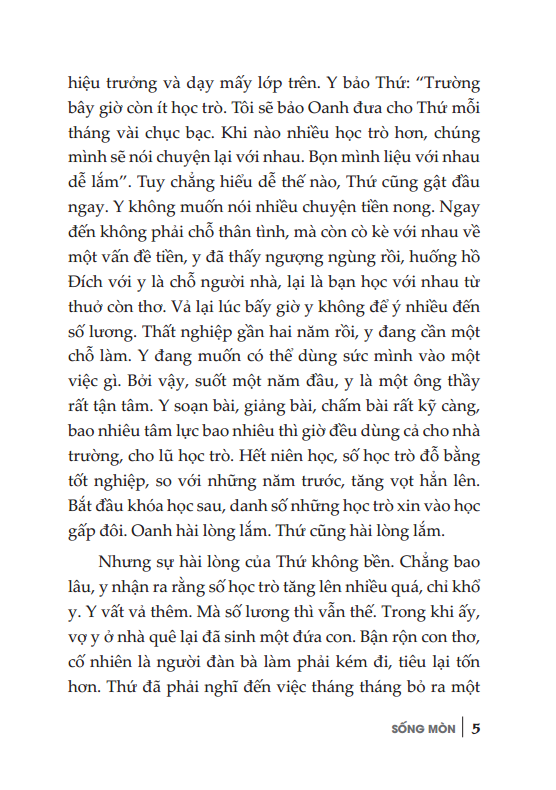 hiệu trưởng và dạy mấy lớp trên. Y bảo Thứ: “Trường
bây giờ còn ít học trò. Tôi sẽ bảo Oanh đưa cho Thứ mỗi
tháng vài chục bạc. Khi nào nhiều học trò hơn, chúng
mình sẽ nói chuyện lại với nhau. Bọn mình liệu với nhau
dễ lắm”. Tuy chẳng hiểu dễ thế nào, Thứ cũng gật đầu
ngay. Y không muốn nói nhiều chuyện tiền nong. Ngay
đến không phải chỗ thân tình, mà còn cò kè với nhau về
một vấn đề tiền, y đã thấy ngượng ngùng rồi, huống hồ
Đích với y là chỗ người nhà, lại là bạn học với nhau từ
thuở còn thơ. Vả lại lúc bấy giờ y không để ý nhiều đến
số lương. Thất nghiệp gần hai năm rồi, y đang cần một
chỗ làm. Y đang muốn có thể dùng sức mình vào một
việc gì. Bởi vậy, suốt một năm đầu, y là một ông thầy
rất tận tâm. Y soạn bài, giảng bài, chấm bài rất kỹ càng,
bao nhiêu tâm lực bao nhiêu thì giờ đều dùng cả cho nhà
trường, cho lũ học trò. Hết niên học, số học trò đỗ bằng
tốt nghiệp, so với những năm trước, tăng vọt hẳn lên.
Bắt đầu khóa học sau, danh số những học trò xin vào học
gấp đôi. Oanh hài lòng lắm. Thứ cũng hài lòng lắm.
Nhưng sự hài lòng của Thứ không bền. Chẳng bao
lâu, y nhận ra rằng số học trò tăng lên nhiều quá, chỉ khổ
y. Y vất vả thêm. Mà số lương thì vẫn thế. Trong khi ấy,
vợ y ở nhà quê lại đã sinh một đứa con. Bận rộn con thơ,
cố nhiên là người đàn bà làm phải kém đi, tiêu lại tốn
hơn. Thứ đã phải nghĩ đến việc tháng tháng bỏ ra một
SỐNG MÒN | 5